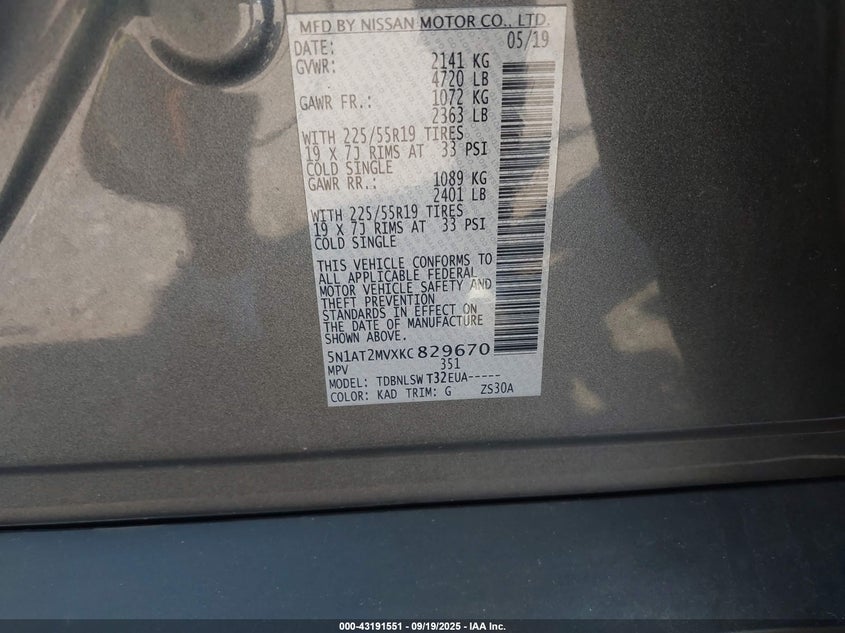 MFD BY NISSAN MOTOR CO., LTD.
DATE: 05/19
GVWR: 2141 KG
4720 LB
GAWR FR.: 1072 KG
2363 LB
WITH 225/55R19 TIRES
19 X 7J RIMS AT 33 PSI
COLD SINGLE
GAWR RR.: 1089 KG
2401 LB
WITH 225/55R19 TIRES
19 X 7J RIMS AT 33 PSI
COLD SINGLE
THIS VEHICLE CONFORMS TO
ALL APPLICABLE FEDERAL
MOTOR VEHICLE SAFETY AND
THEFT PREVENTION
STANDARDS IN EFFECT ON
THE DATE OF MANUFACTURE
SHOWN ABOVE.
5N1AT2MVXKC829670
MPV 351
MODEL: TDBNLSWT32EUA-----
COLOR: KAD TRIM: G ZS30A
000-43191551 - 09/19/2025 - IAA Inc.